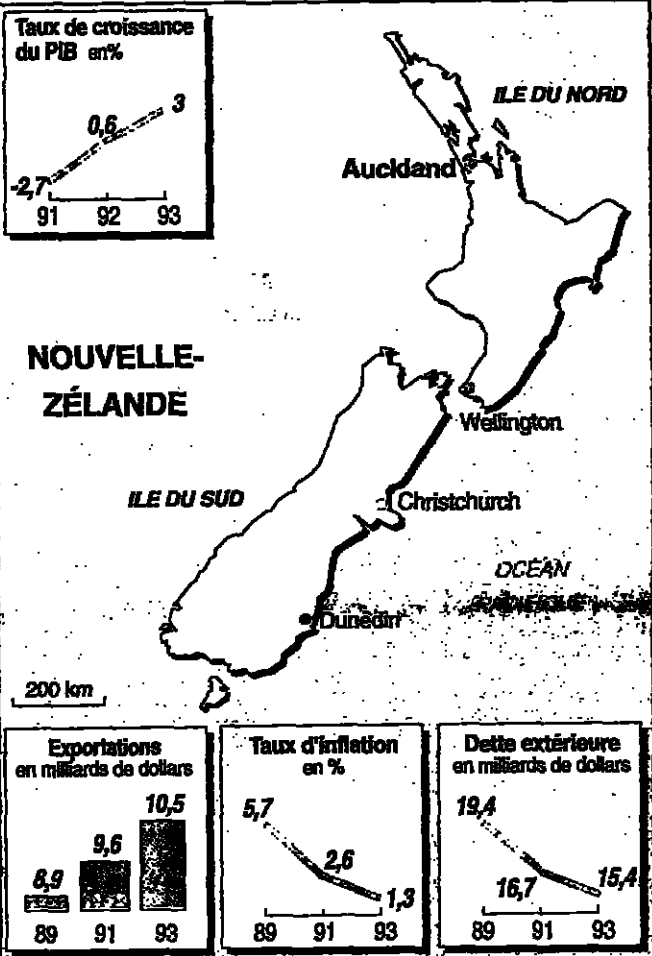 Taux de croissance
du PIB en%
-2,7
0,6
3
91 92 93
ILE DU NORD
Auckland
NOUVELLE-
ZÉLANDE
Wellington
ILE DU SUD
Christchurch
OCÉAN
PACIFIQUE
Dunedin
200 km
Exportations
en milliards de dollars
8,9
9,6
10,5
89 91 93
Taux d'inflation
en %
5,7
2,6
1,3
89 91 93
Dette extérieure
en milliards de dollars
19,4
16,7
15,4
89 91 93